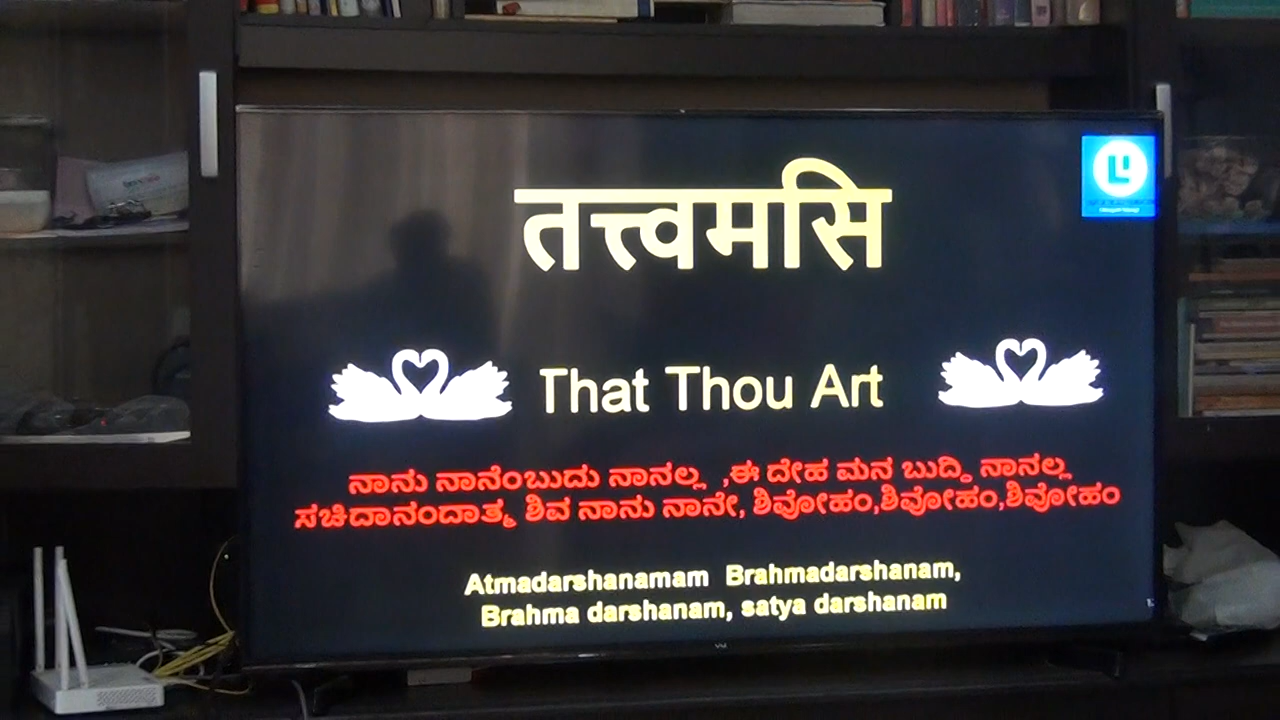 तत्त्वमसि
That Thou Art
ನಾನು ನಾನೆಂಬುದು ನಾನಲ್ಲ ,ಈ ದೇಹ ಮನ ಬುದ್ಧಿ ನಾನಲ್ಲ
ಸಚಿದಾನಂದಾತ್ಮ ಶಿವ ನಾನು ನಾನೇ, ಶಿವೋಹಂ,ಶಿವೋಹಂ,ಶಿವೋಹಂ
Atmadarshanamam Brahmadarshanam,
Brahma darshanam, satya darshanam